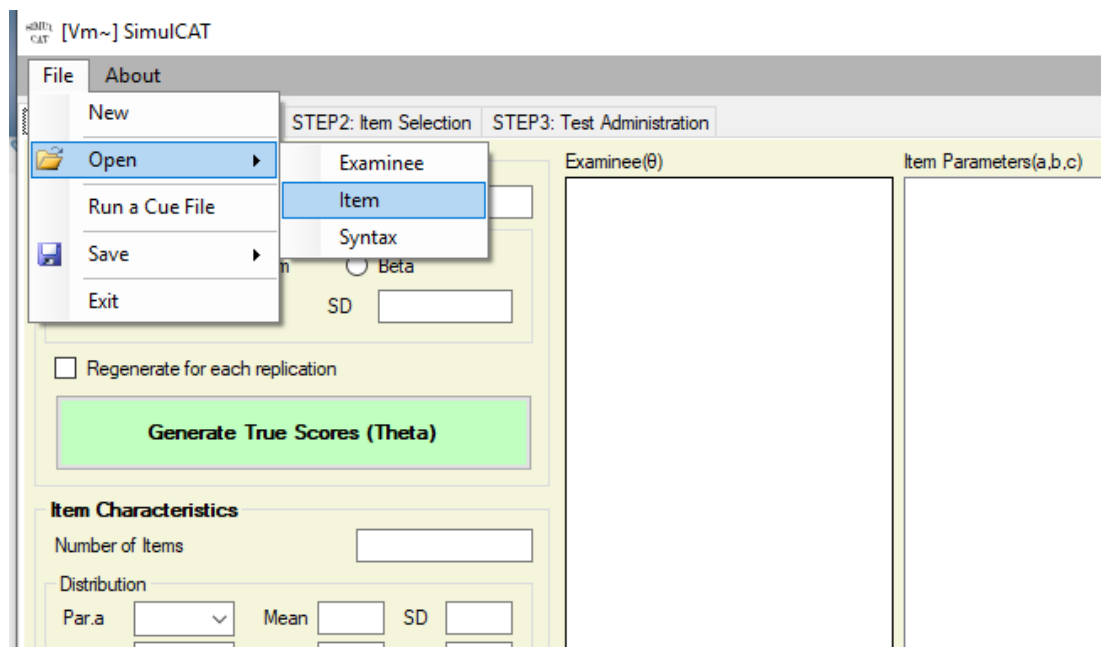 SIMUL
CAT
[Vm~] SimulCAT
File About
New
Open
Run a Cue File
Save
Exit
Examinee
Item
Syntax
STEP2: Item Selection STEP3: Test Administration
Examinee(θ)
Item Parameters(a,b,c)
Beta
SD
Regenerate for each replication
Generate True Scores (Theta)
Item Characteristics
Number of Items
Distribution
Par.a Mean SD